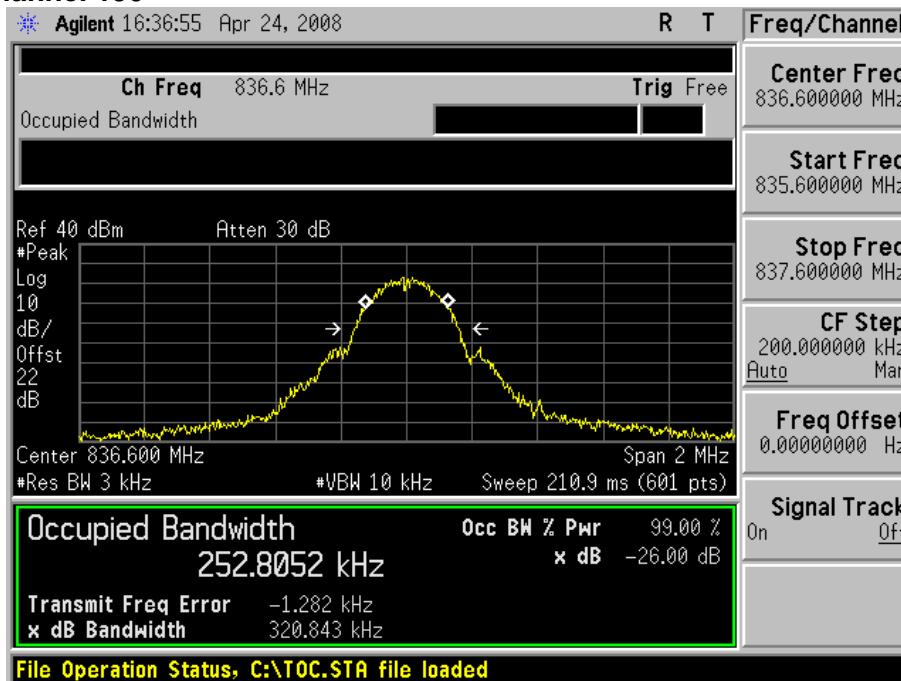 Agilent 16:36:55 Apr 24, 2008 R T
Freq/Channel
Ch Freq 836.6 MHz Trig Free
Occupied Bandwidth
Center Freq
836.600000 MHz
Start Freq
835.600000 MHz
Stop Freq
837.600000 MHz
CF Step
200.000000 kHz
Auto Man
Freq Offset
0.00000000 Hz
Signal Track
On Off
Ref 40 dBm Atten 30 dB
#Peak
Log
10
dB/
Offst
22
dB
Center 836.600 MHz Span 2 MHz
#Res BW 3 kHz #VBW 10 kHz Sweep 210.9 ms (601 pts)
Occupied Bandwidth Occ BW % Pwr 99.00 %
252.8052 kHz x dB -26.00 dB
Transmit Freq Error -1.282 kHz
x dB Bandwidth 320.843 kHz
File Operation Status, C:\TOC.STA file loaded